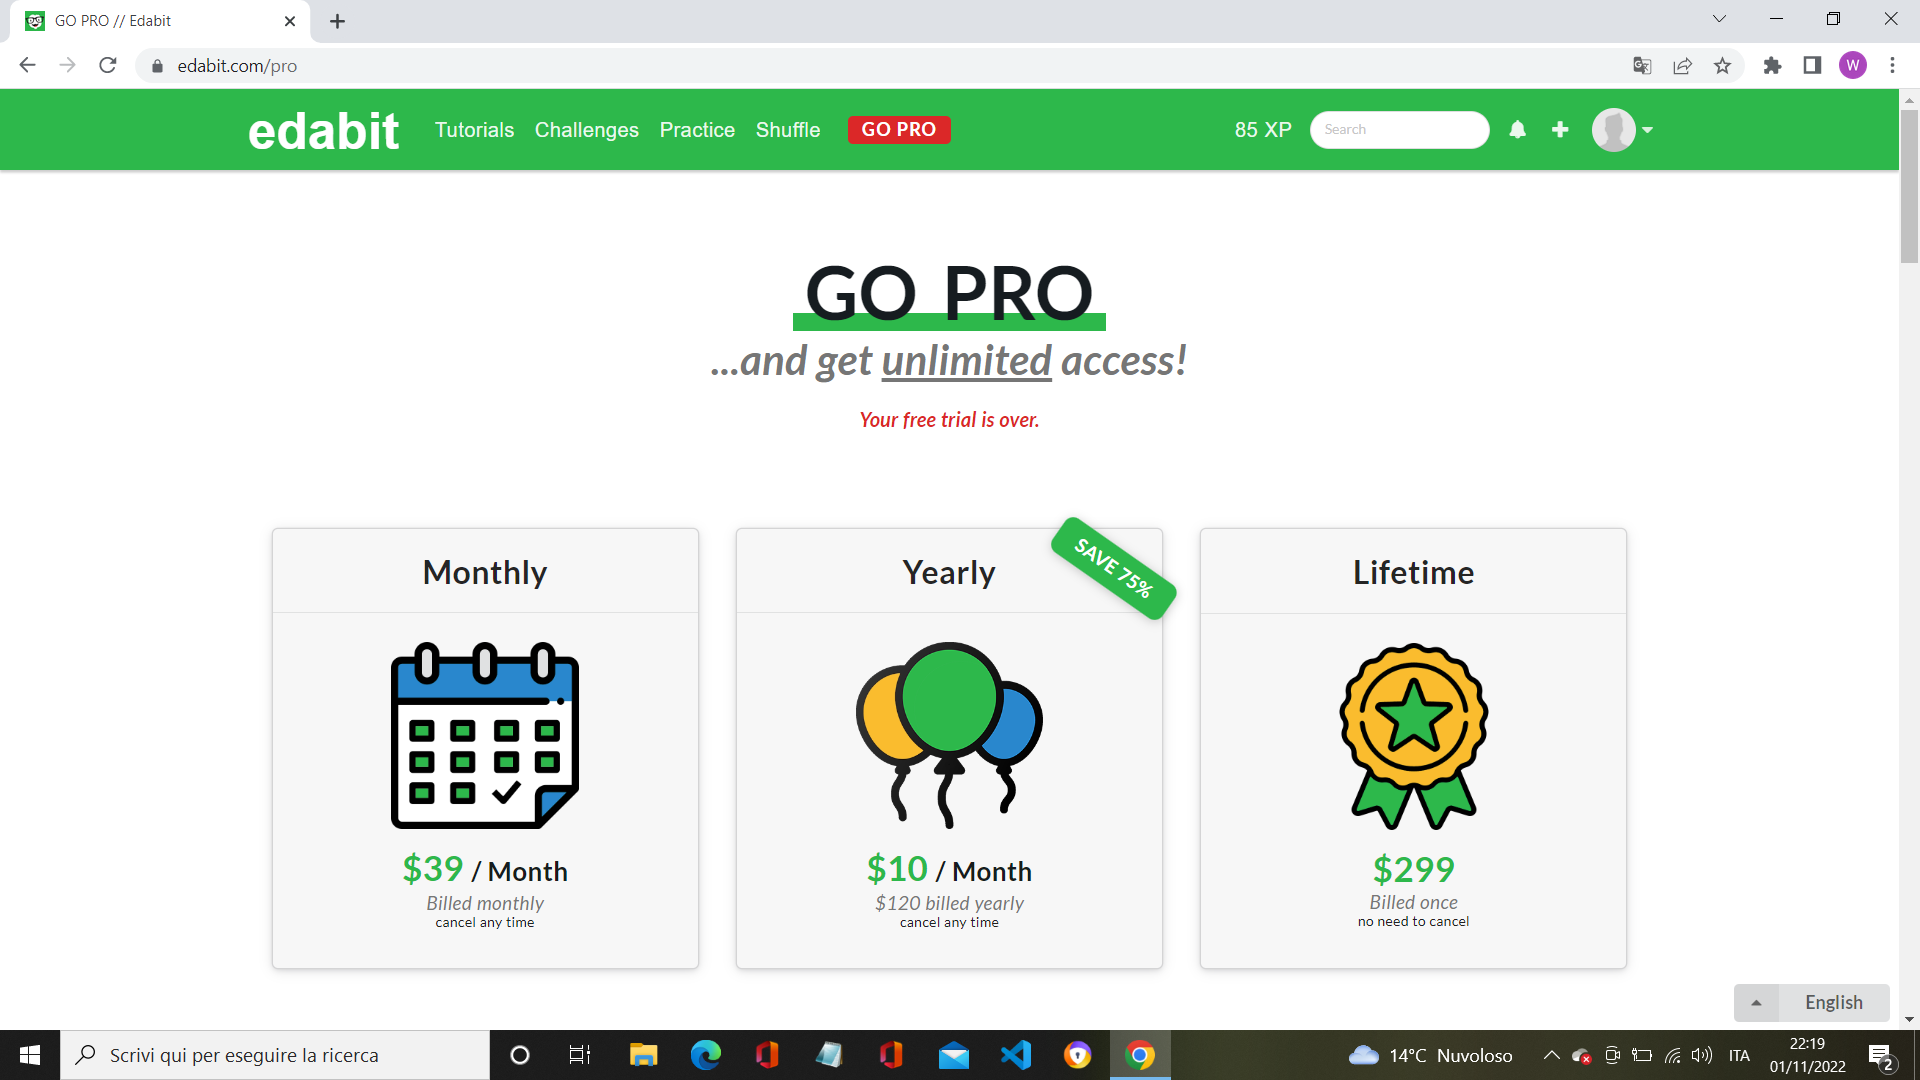 GO PRO // Edabit
edabit.com/pro
W
edabit Tutorials Challenges Practice Shuffle GO PRO 85 XP Search
GO PRO
...and get unlimited access!
Your free trial is over.
Monthly
$39 / Month
Billed monthly
cancel any time
Yearly
SAVE 75%
$10 / Month
$120 billed yearly
cancel any time
Lifetime
$299
Billed once
no need to cancel
English
Scrivi qui per eseguire la ricerca
14°C Nuvoloso
ITA
22:19
01/11/2022
2